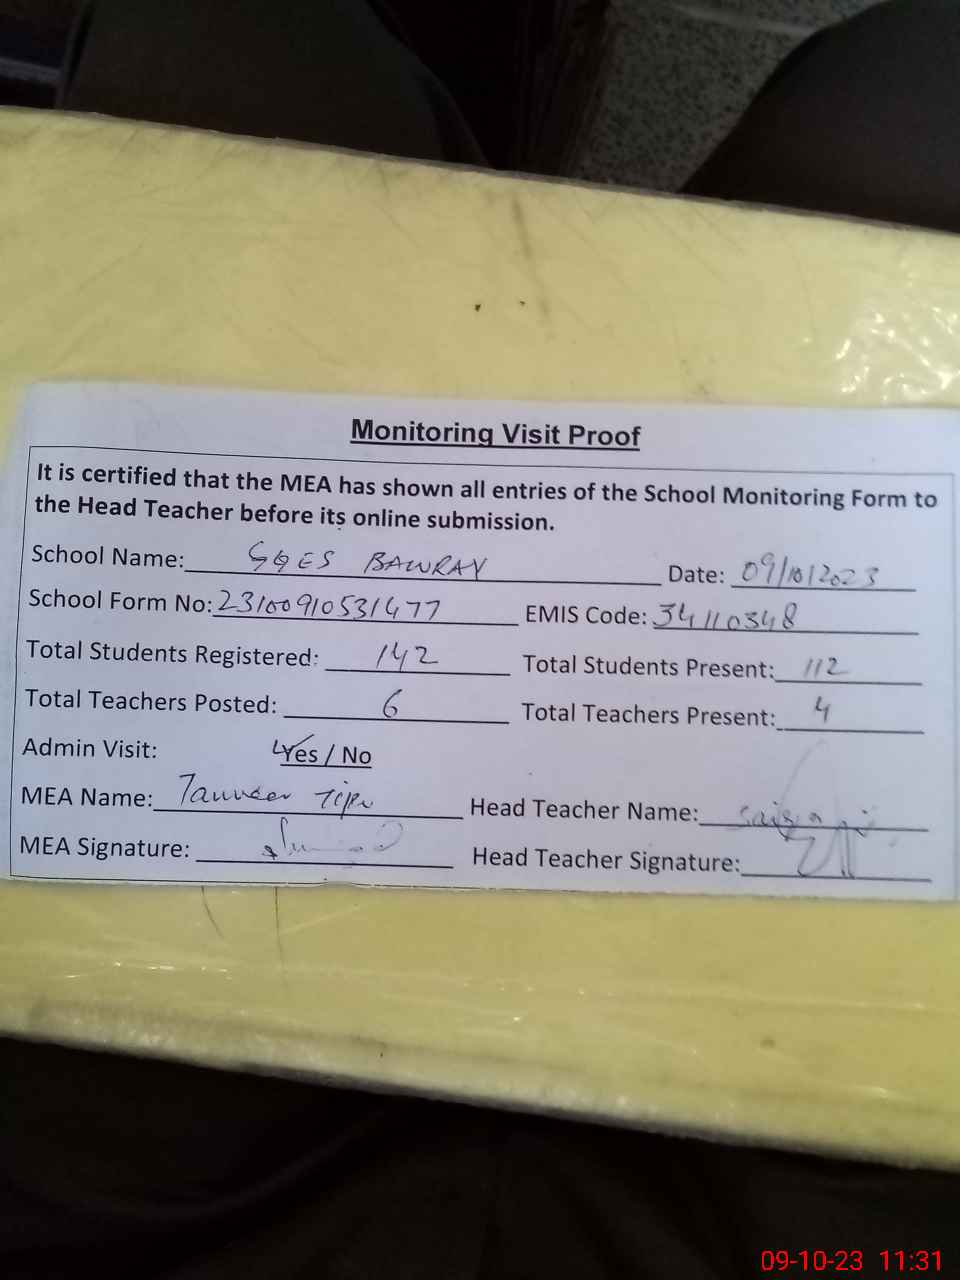 Monitoring Visit Proof
It is certified that the MEA has shown all entries of the School Monitoring Form to
the Head Teacher before its online submission.
School Name: GGES BAWRAY Date: 09/10/2023
School Form No: 23100910531477 EMIS Code: 34110348
Total Students Registered: 142 Total Students Present: 112
Total Teachers Posted: 6 Total Teachers Present: 4
Admin Visit: Yes / No
MEA Name: Tanveer Tipu Head Teacher Name:
MEA Signature: Head Teacher Signature:
09-10-23 11:31